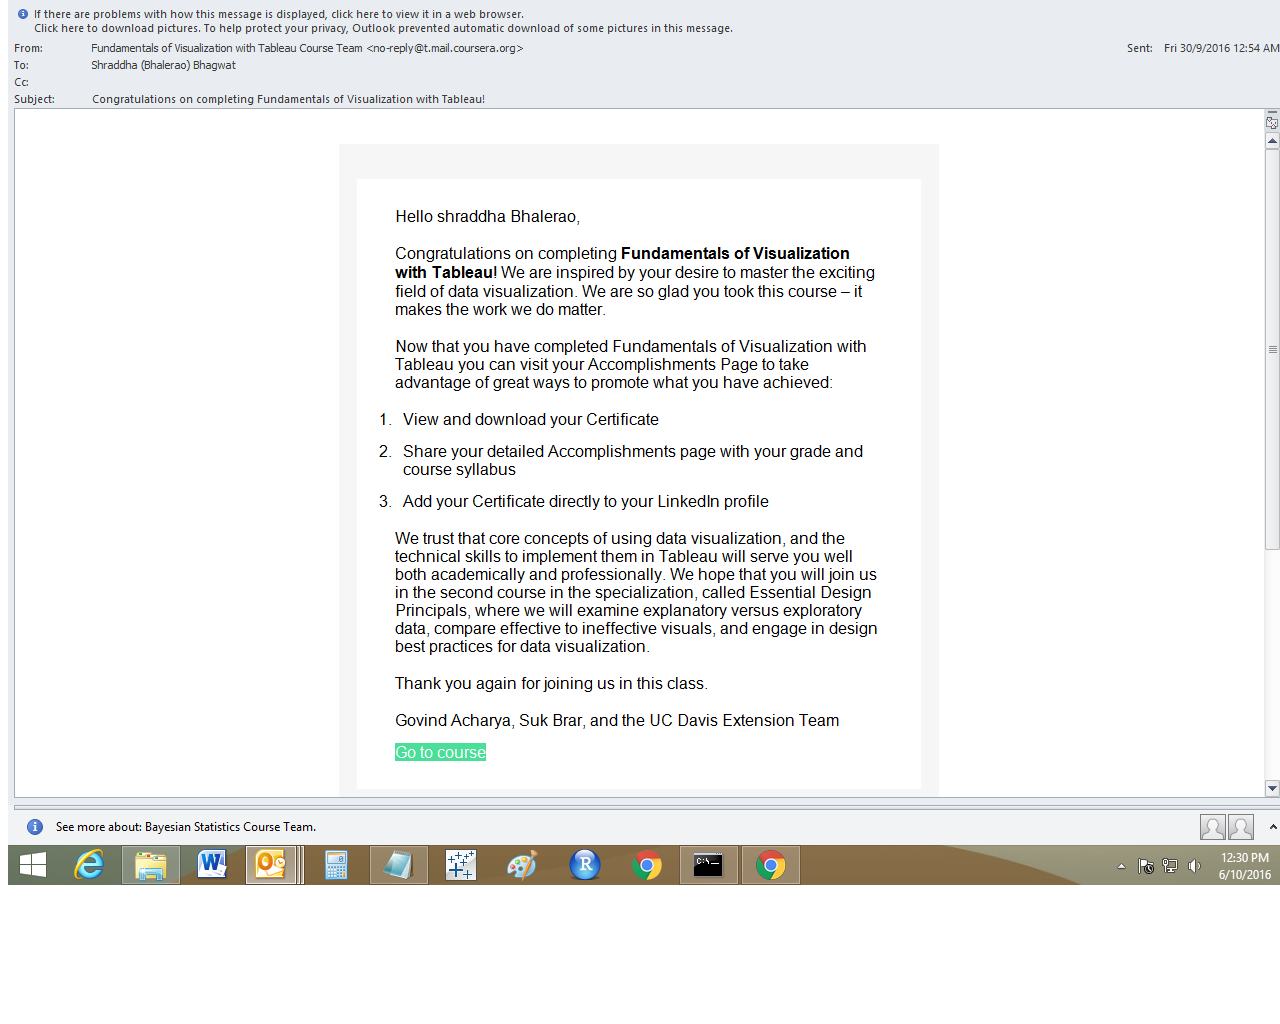 If there are problems with how this message is displayed, click here to view it in a web browser.
Click here to download pictures. To help protect your privacy, Outlook prevented automatic download of some pictures in this message.
From: Fundamentals of Visualization with Tableau Course Team <no-reply@t.mail.coursera.org> Sent: Fri 30/9/2016 12:54 AM
To: Shraddha (Bhalerao) Bhagwat
Cc:
Subject: Congratulations on completing Fundamentals of Visualization with Tableau!
Hello shraddha Bhalerao,
Congratulations on completing Fundamentals of Visualization
with Tableau! We are inspired by your desire to master the exciting
field of data visualization. We are so glad you took this course – it
makes the work we do matter.
Now that you have completed Fundamentals of Visualization with
Tableau you can visit your Accomplishments Page to take
advantage of great ways to promote what you have achieved:
1. View and download your Certificate
2. Share your detailed Accomplishments page with your grade and
course syllabus
3. Add your Certificate directly to your LinkedIn profile
We trust that core concepts of using data visualization, and the
technical skills to implement them in Tableau will serve you well
both academically and professionally. We hope that you will join us
in the second course in the specialization, called Essential Design
Principals, where we will examine explanatory versus exploratory
data, compare effective to ineffective visuals, and engage in design
best practices for data visualization.
Thank you again for joining us in this class.
Govind Acharya, Suk Brar, and the UC Davis Extension Team
Go to course
See more about: Bayesian Statistics Course Team.
12:30 PM
6/10/2016